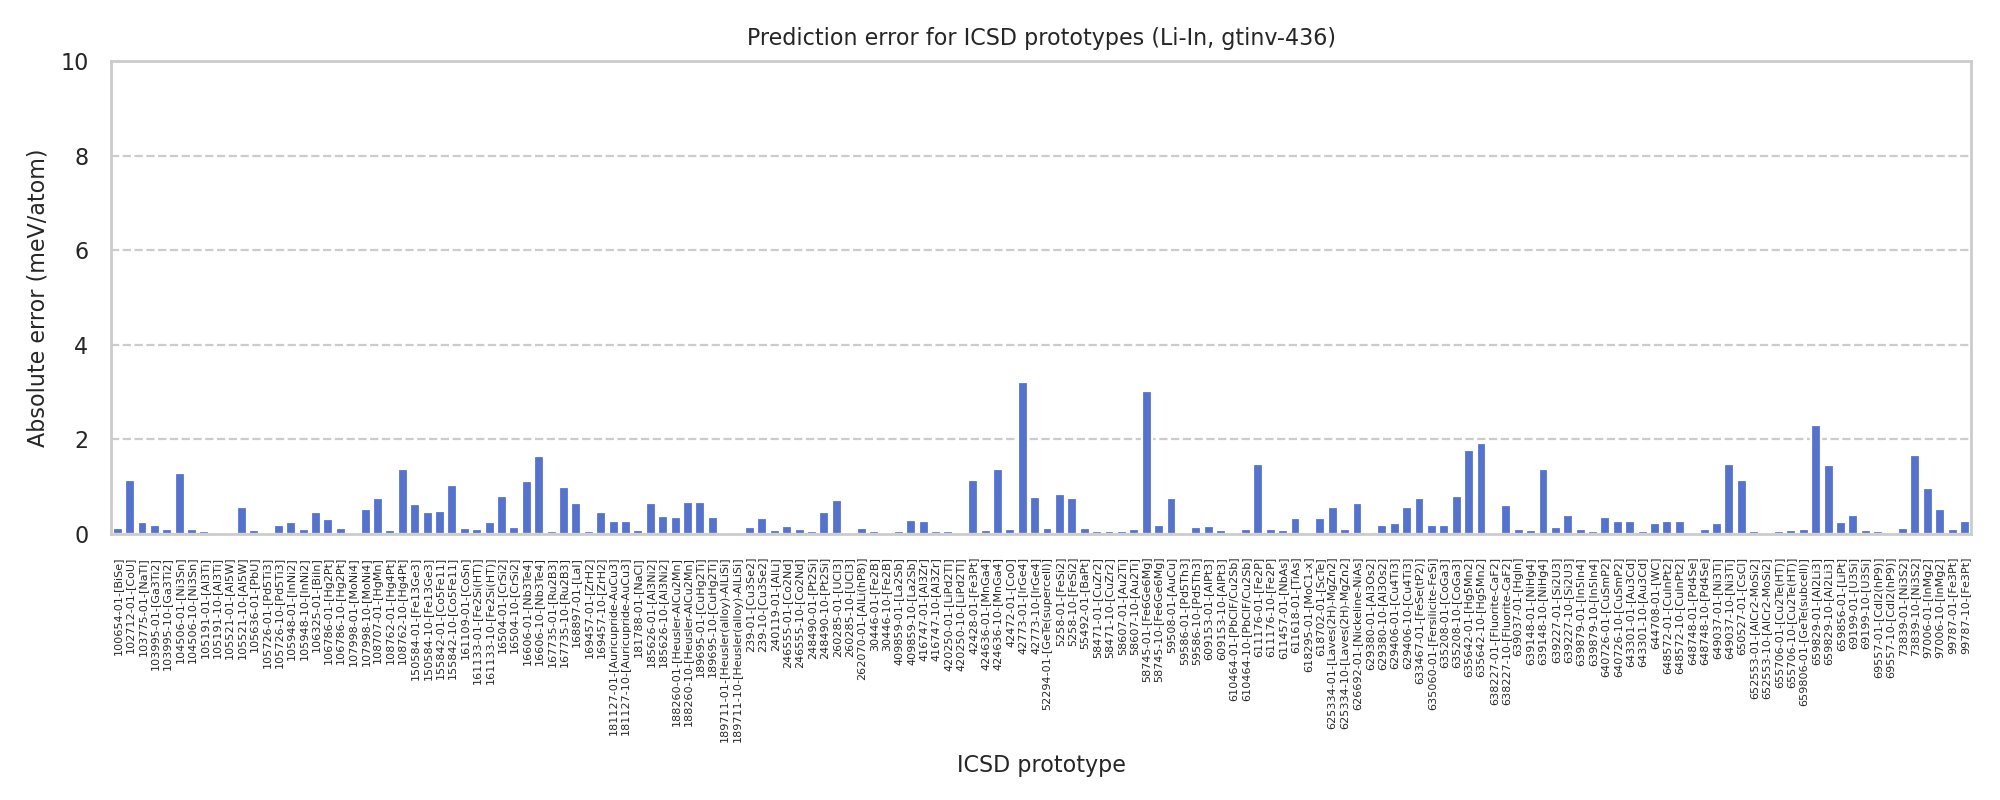 Prediction error for ICSD prototypes (Li-In, gtinv-436)
10
8
6
4
2
0
Absolute error (meV/atom)
100654-01-[BiSe]
102712-01-[CoU]
103775-01-[NaTl]
103995-01-[Ga3Ti2]
103995-10-[Ga3Ti2]
104506-01-[Ni3Sn]
104506-10-[Ni3Sn]
105191-01-[Al3Ti]
105191-10-[Al3Ti]
105521-01-[Al5W]
105521-10-[Al5W]
105636-01-[PbU]
105726-01-[Pd5Ti3]
105726-10-[Pd5Ti3]
105948-01-[InNi2]
105948-10-[InNi2]
106325-01-[BiIn]
106786-01-[Hg2Pt]
106786-10-[Hg2Pt]
107998-01-[MoNi4]
107998-10-[MoNi4]
108707-01-[HgMn]
108762-01-[Hg4Pt]
108762-10-[Hg4Pt]
150584-01-[Fe13Ge3]
150584-10-[Fe13Ge3]
155842-01-[Co5Fe11]
155842-10-[Co5Fe11]
161109-01-[CoSn]
161133-01-[Fe2Si(HT)]
161133-10-[Fe2Si(HT)]
16504-01-[CrSi2]
16504-10-[CrSi2]
16606-01-[Nb3Te4]
16606-10-[Nb3Te4]
167735-01-[Ru2B3]
167735-10-[Ru2B3]
168897-01-[LaI]
169457-01-[ZrH2]
169457-10-[ZrH2]
181127-01-[Auricupride-AuCu3]
181127-10-[Auricupride-AuCu3]
181788-01-[NaCl]
185626-01-[Al3Ni2]
185626-10-[Al3Ni2]
188260-01-[Heusler-AlCu2Mn]
188260-10-[Heusler-AlCu2Mn]
189695-01-[CuHg2Ti]
189695-10-[CuHg2Ti]
189711-01-[Heusler(alloy)-AlLiSi]
189711-10-[Heusler(alloy)-AlLiSi]
239-01-[Cu3Se2]
239-10-[Cu3Se2]
240119-01-[AlLi]
246555-01-[Co2Nd]
246555-10-[Co2Nd]
248490-01-[Pt2Si]
248490-10-[Pt2Si]
260285-01-[UCl3]
260285-10-[UCl3]
262070-01-[AlLi(hP8)]
30446-01-[Fe2B]
30446-10-[Fe2B]
409859-01-[La2Sb]
409859-10-[La2Sb]
416747-01-[Al3Zr]
416747-10-[Al3Zr]
420250-01-[LiPd2Tl]
420250-10-[LiPd2Tl]
42428-01-[Fe3Pt]
424636-01-[MnGa4]
424636-10-[MnGa4]
42472-01-[CoO]
42773-01-[IrGe4]
42773-10-[IrGe4]
52294-01-[GeTe(supercell)]
5258-01-[FeSi2]
5258-10-[FeSi2]
55492-01-[BaPt]
58471-01-[CuZr2]
58471-10-[CuZr2]
58607-01-[Au2Ti]
58607-10-[Au2Ti]
58745-01-[Fe6Ge6Mg]
58745-10-[Fe6Ge6Mg]
59508-01-[AuCu]
59586-01-[Pd5Th3]
59586-10-[Pd5Th3]
609153-01-[AlPt3]
609153-10-[AlPt3]
610464-01-[PbClF/Cu2Sb]
610464-10-[PbClF/Cu2Sb]
611176-01-[Fe2P]
611176-10-[Fe2P]
611457-01-[NbAs]
611618-01-[TiAs]
618295-01-[MoC1-x]
618702-01-[ScTe]
625334-01-[Laves(2H)-MgZn2]
625334-10-[Laves(2H)-MgZn2]
626692-01-[Nickeline-NiAs]
629380-01-[Al3Os2]
629380-10-[Al3Os2]
629406-01-[Cu4Ti3]
629406-10-[Cu4Ti3]
633467-01-[FeSe(tP2)]
635060-01-[Fersilicite-FeSi]
635208-01-[CoGa3]
635208-10-[CoGa3]
635642-01-[Hg5Mn2]
635642-10-[Hg5Mn2]
638227-01-[Fluorite-CaF2]
638227-10-[Fluorite-CaF2]
639037-01-[HgIn]
639148-01-[NiHg4]
639148-10-[NiHg4]
639227-01-[Si2U3]
639227-10-[Si2U3]
639879-01-[In5In4]
639879-10-[In5In4]
640726-01-[CuSmP2]
640726-10-[CuSmP2]
643301-01-[Au3Cd]
643301-10-[Au3Cd]
644708-01-[WC]
648572-01-[CuInPt2]
648572-10-[CuInPt2]
648748-01-[Pd4Se]
648748-10-[Pd4Se]
649037-01-[Ni3Ti]
649037-10-[Ni3Ti]
650527-01-[CsCl]
652553-01-[AlCr2-MoSi2]
652553-10-[AlCr2-MoSi2]
655706-01-[Cu2Te(HT)]
655706-10-[Cu2Te(HT)]
659806-01-[GeTe(subcell)]
659829-01-[Al2Li3]
659829-10-[Al2Li3]
659856-01-[LiPt]
69199-01-[U3Si]
69199-10-[U3Si]
69557-01-[CdI2(hP9)]
69557-10-[CdI2(hP9)]
73839-01-[Ni3S2]
73839-10-[Ni3S2]
97006-01-[InMg2]
97006-10-[InMg2]
99787-01-[Fe3Pt]
99787-10-[Fe3Pt]
ICSD prototype